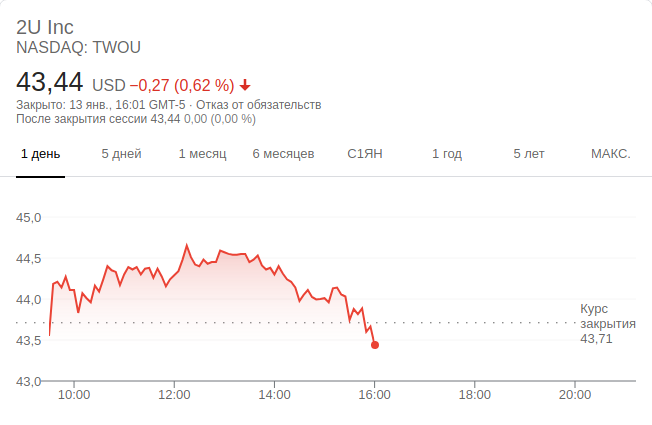 2U Inc
NASDAQ: TWOU
43,44 USD −0,27 (0,62 %)
Закрыто: 13 янв., 16:01 GMT-5 · Отказ от обязательств
После закрытия сессии 43,44 0,00 (0,00 %)
1 день 5 дней 1 месяц 6 месяцев С1ЯН 1 год 5 лет МАКС.
45,0
44,5
44,0
Курс
закрытия
43,71
43,5
43,0
10:00 12:00 14:00 16:00 18:00 20:00